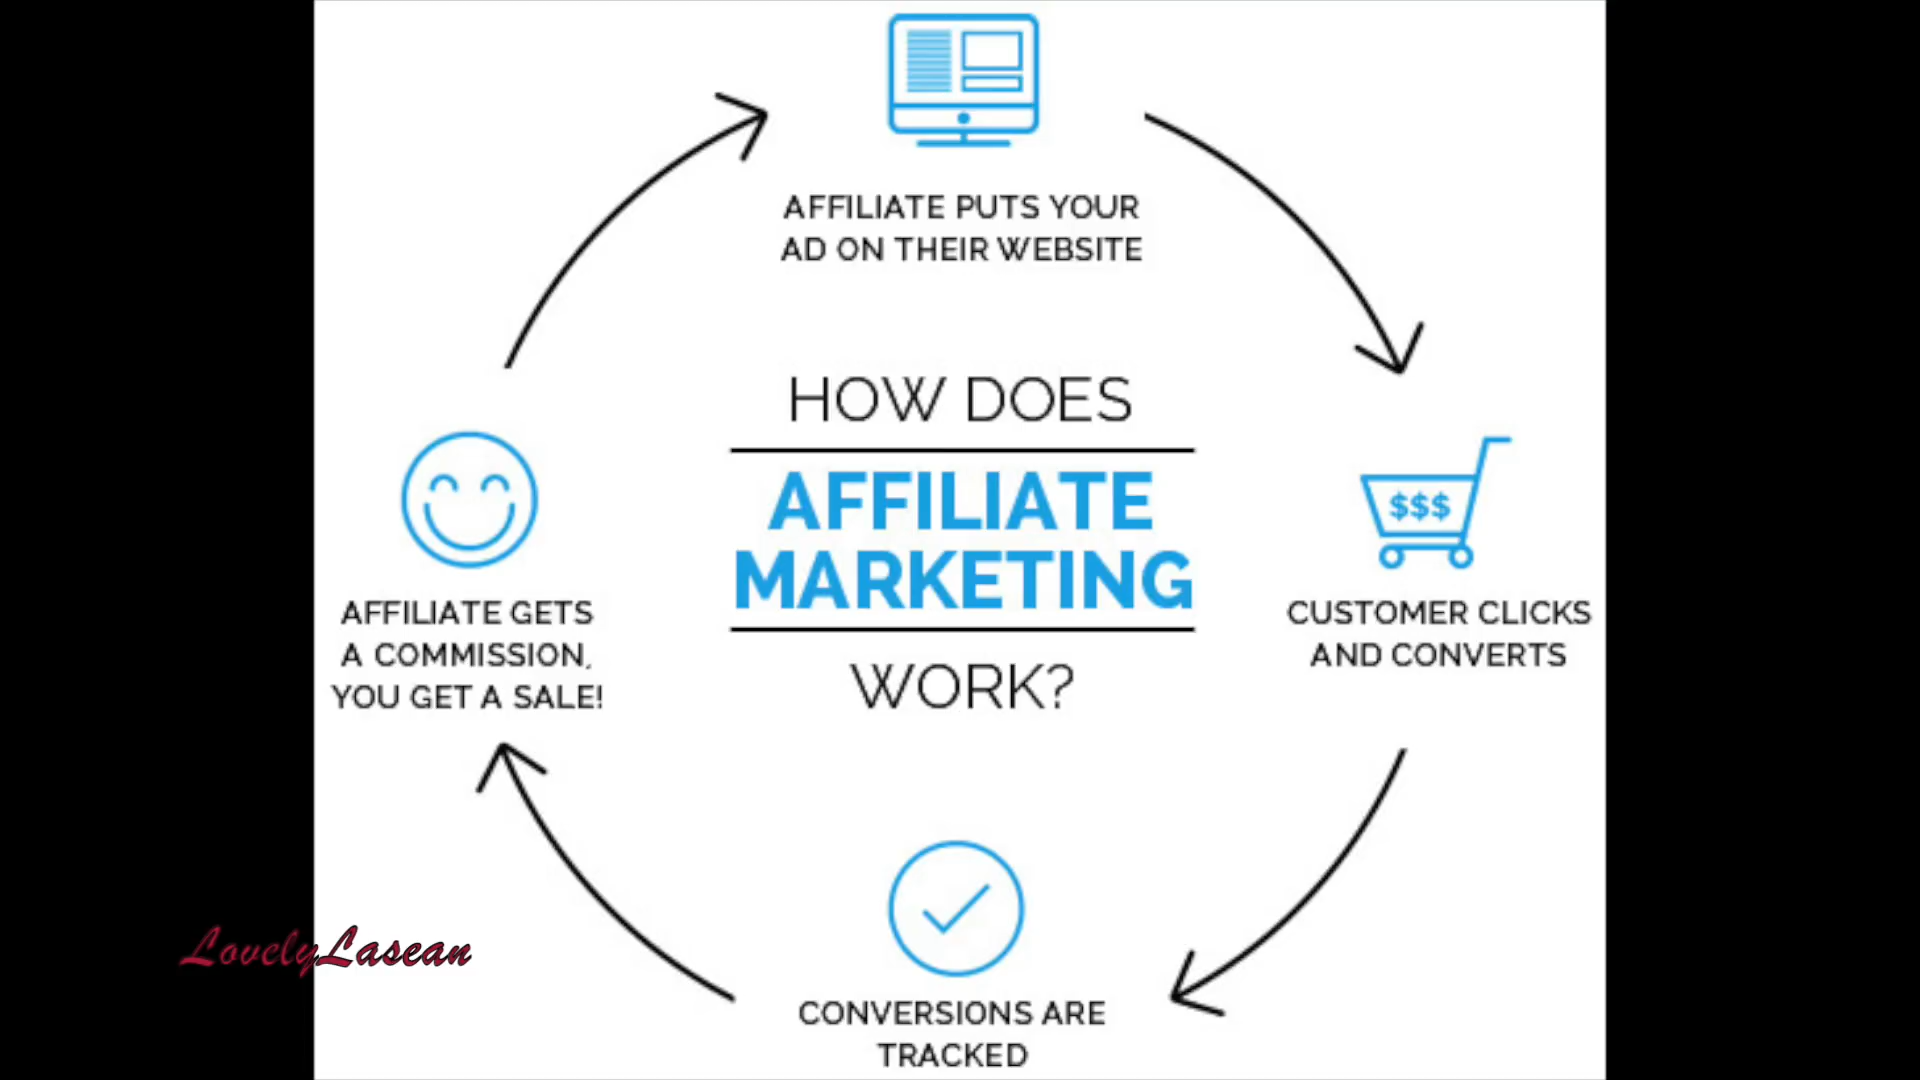 AFFILIATE PUTS YOUR
AD ON THEIR WEBSITE
HOW DOES
AFFILIATE
MARKETING
WORK?
$$$
CUSTOMER CLICKS
AND CONVERTS
CONVERSIONS ARE
TRACKED
AFFILIATE GETS
A COMMISSION,
YOU GET A SALE!
LovelyLasean